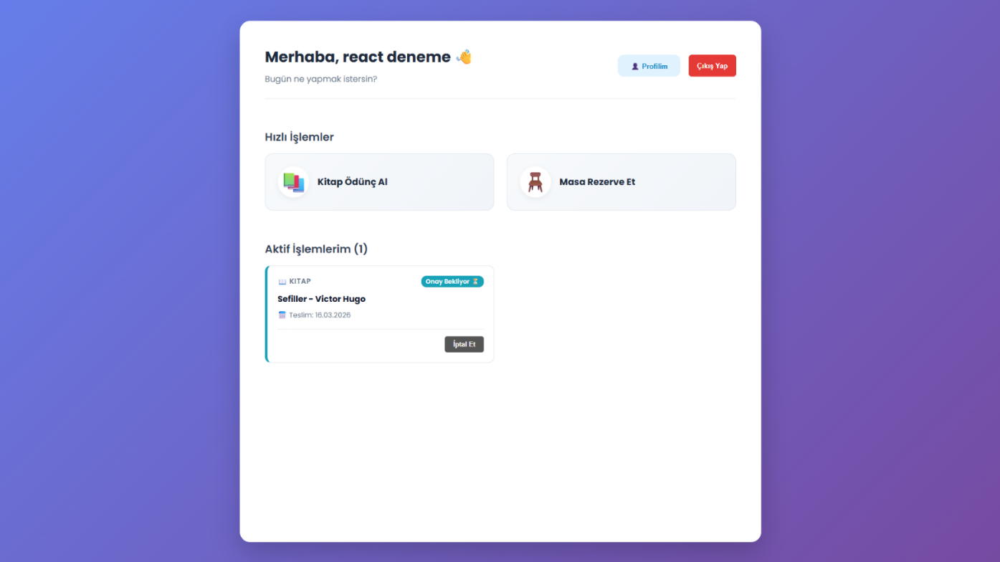 Merhaba, react deneme 👋
Bugün ne yapmak istersin?
👤 Profilim
Çıkış Yap
Hızlı İşlemler
Kitap Ödünç Al
Masa Rezerve Et
Aktif İşlemlerim (1)
📖 KITAP
Onay Bekliyor ⏳
Sefiller - Victor Hugo
Teslim: 16.03.2026
İptal Et